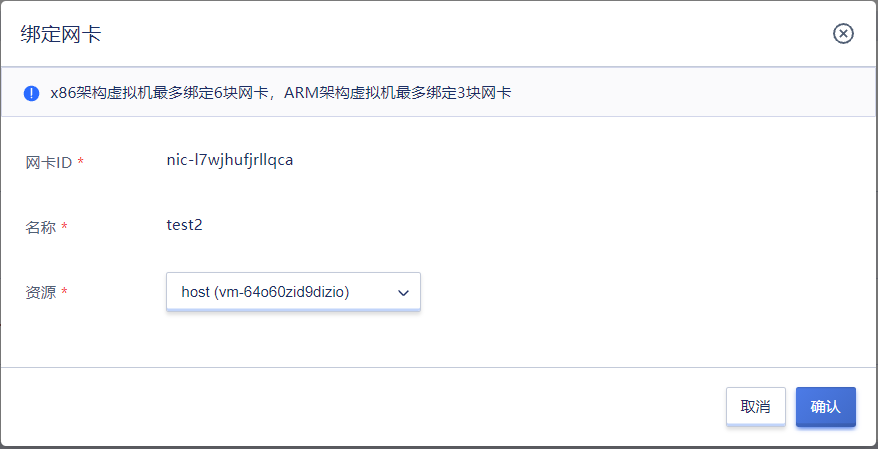 绑定网卡
x86架构虚拟机最多绑定6块网卡，ARM架构虚拟机最多绑定3块网卡
网卡ID * nic-l7wjhufjrllqca
名称 * test2
资源 * host (vm-64o60zid9dizio)
取消 确认